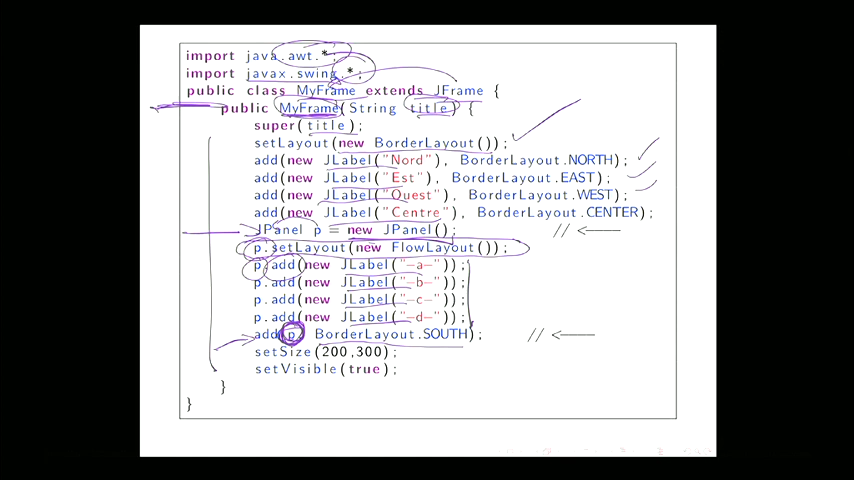 import java.awt.*;
import javax.swing.*;
public class MyFrame extends JFrame {
public MyFrame(String title) {
super(title);
setLayout(new BorderLayout());
add(new JLabel("Nord"), BorderLayout.NORTH);
add(new JLabel("Est"), BorderLayout.EAST);
add(new JLabel("Ouest"), BorderLayout.WEST);
add(new JLabel("Centre"), BorderLayout.CENTER);
JPanel p = new JPanel(); // <——
p.setLayout(new FlowLayout());
p.add(new JLabel("-a-"));
p.add(new JLabel("-b-"));
p.add(new JLabel("-c-"));
p.add(new JLabel("-d-"));
add(p, BorderLayout.SOUTH); // <——
setSize(200,300);
setVisible(true);
}
}